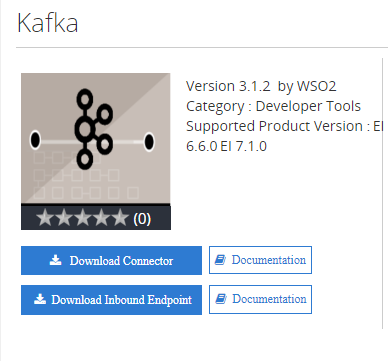 Kafka
Version 3.1.2 by WSO2
Category : Developer Tools
Supported Product Version : EI
6.6.0 EI 7.1.0
(0)
Download Connector
Documentation
Download Inbound Endpoint
Documentation